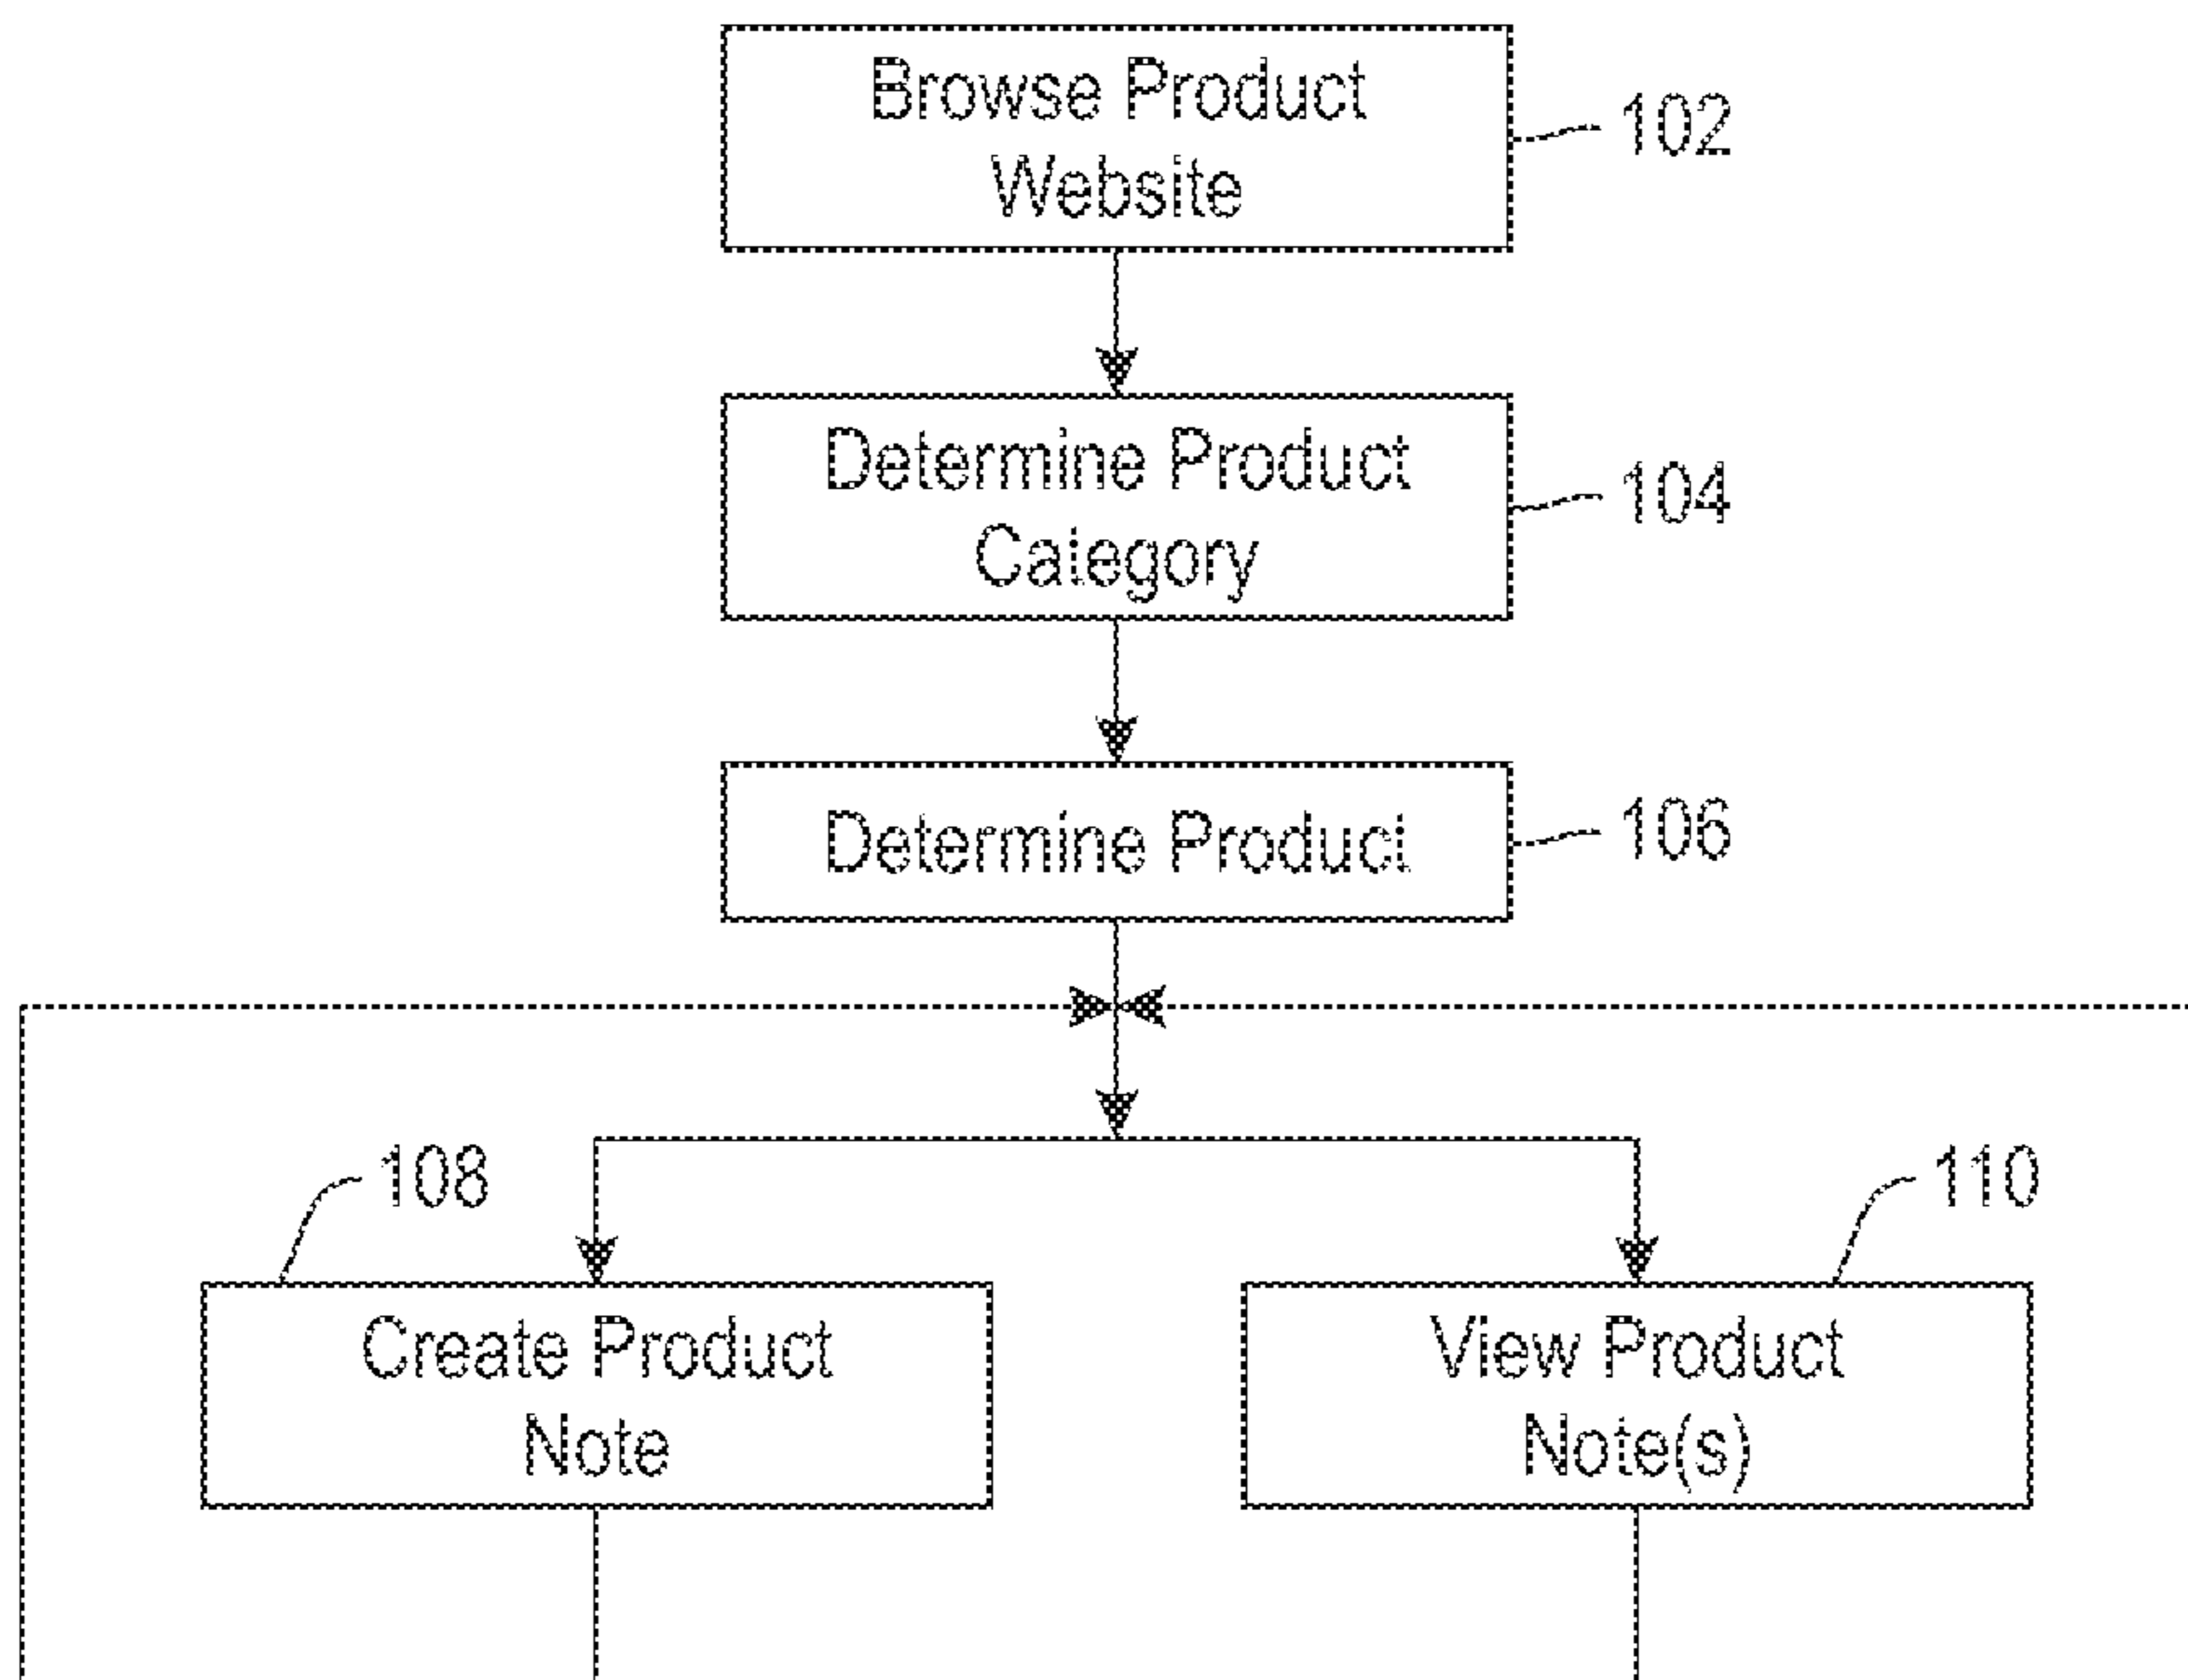 Browse Product
Website
102
Determine Product
Category
104
Determine Product
106
108
110
Create Product
Note
View Product
Note(s)